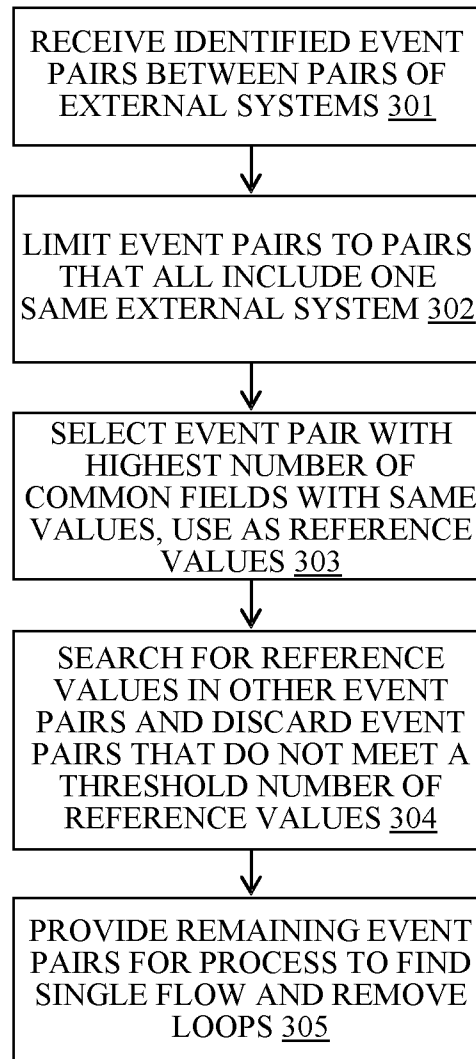 RECEIVE IDENTIFIED EVENT
PAIRS BETWEEN PAIRS OF
EXTERNAL SYSTEMS 301
LIMIT EVENT PAIRS TO PAIRS
THAT ALL INCLUDE ONE
SAME EXTERNAL SYSTEM 302
SELECT EVENT PAIR WITH
HIGHEST NUMBER OF
COMMON FIELDS WITH SAME
VALUES, USE AS REFERENCE
VALUES 303
SEARCH FOR REFERENCE
VALUES IN OTHER EVENT
PAIRS AND DISCARD EVENT
PAIRS THAT DO NOT MEET A
THRESHOLD NUMBER OF
REFERENCE VALUES 304
PROVIDE REMAINING EVENT
PAIRS FOR PROCESS TO FIND
SINGLE FLOW AND REMOVE
LOOPS 305